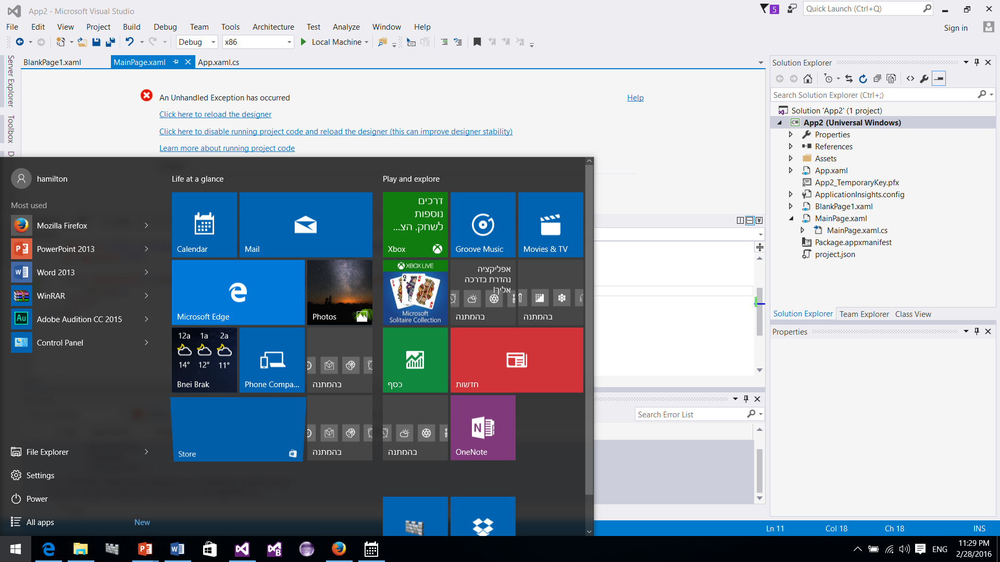 App2 - Microsoft Visual Studio
5
Quick Launch (Ctrl+Q)
File Edit View Project Build Debug Team Tools Architecture Test Analyze Window Help
Sign in
Debug x86 Local Machine
Server Explorer
Toolbox
BlankPage1.xaml MainPage.xaml App.xaml.cs
An Unhandled Exception has occurred
Help
Click here to reload the designer
Click here to disable running project code and reload the designer (this can improve designer stability)
Learn more about running project code
Solution Explorer
Search Solution Explorer (Ctrl+;)
Solution 'App2' (1 project)
C# App2 (Universal Windows)
Properties
References
Assets
App.xaml
App2_TemporaryKey.pfx
ApplicationInsights.config
BlankPage1.xaml
MainPage.xaml
MainPage.xaml.cs
Package.appxmanifest
project.json
Solution Explorer Team Explorer Class View
Properties
Search Error List
Ln 11 Col 18 Ch 18 INS
hamilton
Most used
Mozilla Firefox
PowerPoint 2013
Word 2013
WinRAR
Au Adobe Audition CC 2015
Control Panel
File Explorer
Settings
Power
All apps New
Life at a glance
Calendar
Mail
Microsoft Edge
Photos
12a 1a 2a
14° 12° 11°
Bnei Brak
Phone Compa...
בהמתנה
Store
בהמתנה
Play and explore
דרכים
נוספות
לשחק. הצ...
Xbox
Groove Music
Movies & TV
XBOX LIVE
Microsoft
Solitaire Collection
אפליקציה
נהדרת בדרכה
אליך!
בהמתנה
בהמתנה
כסף
חדשות
בהמתנה
OneNote
ENG
11:29 PM
2/28/2016